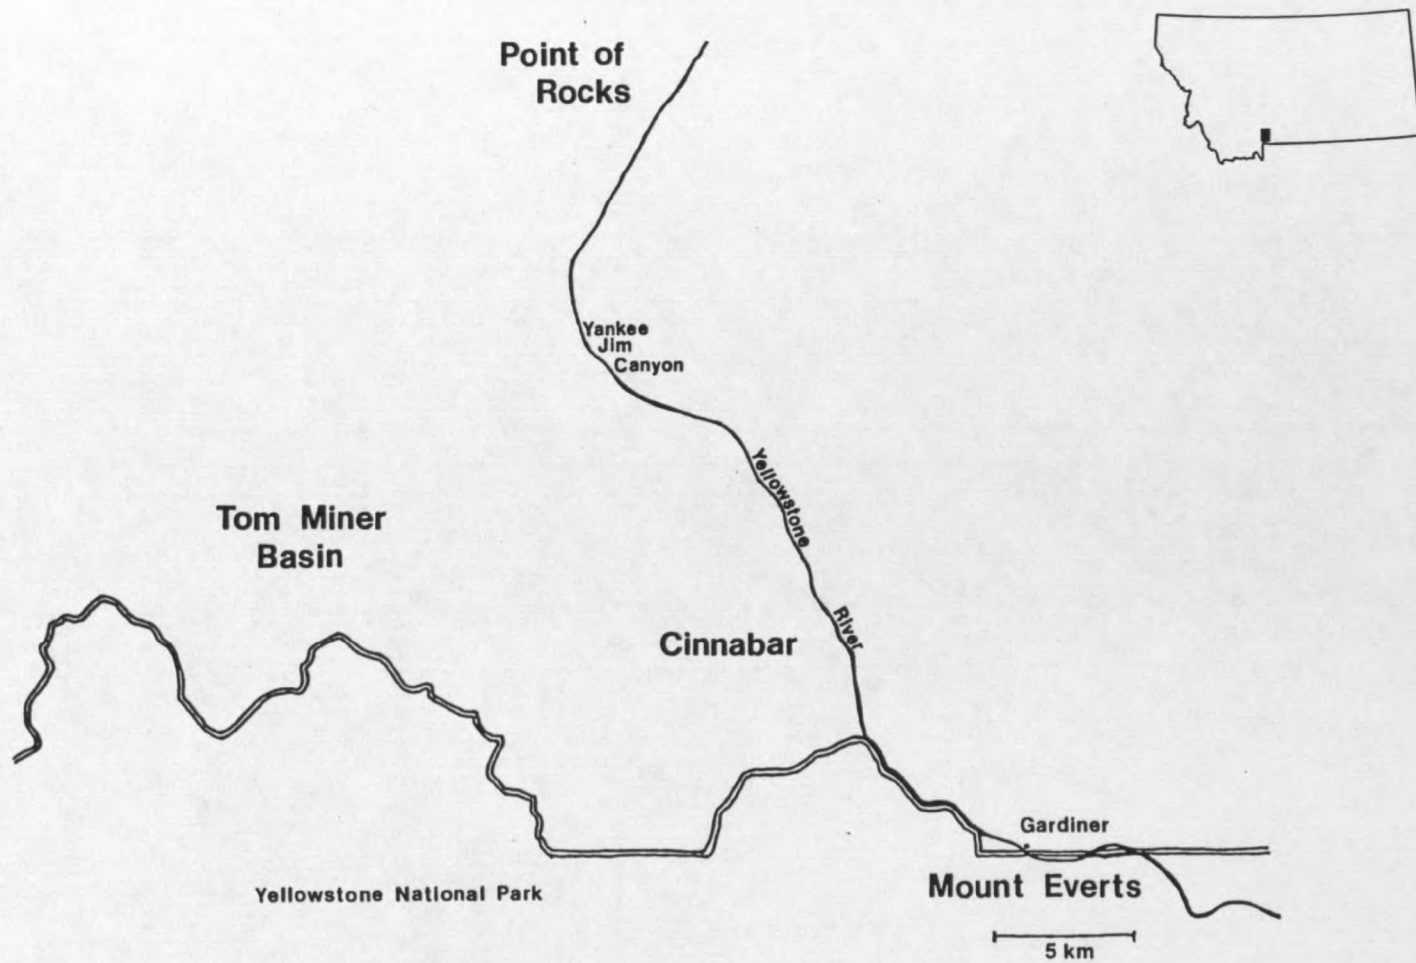 Point of
Rocks
Yankee
Jim
Canyon
Yellowstone
River
Tom Miner
Basin
Cinnabar
Gardiner
Mount Everts
Yellowstone National Park
5 km